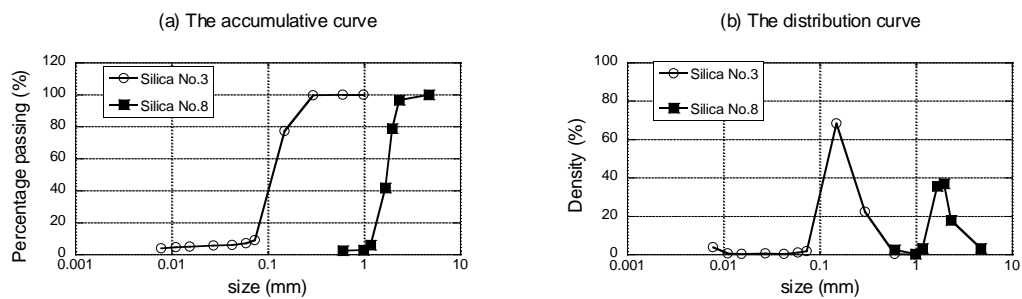 (a) The accumulative curve
Percentage passing (%)
120
100
80
60
40
20
0
Silica No.3
Silica No.8
0.001
0.01
0.1
1
10
size (mm)
(b) The distribution curve
Density (%)
100
80
60
40
20
0
Silica No.3
Silica No.8
0.001
0.01
0.1
1
10
size (mm)